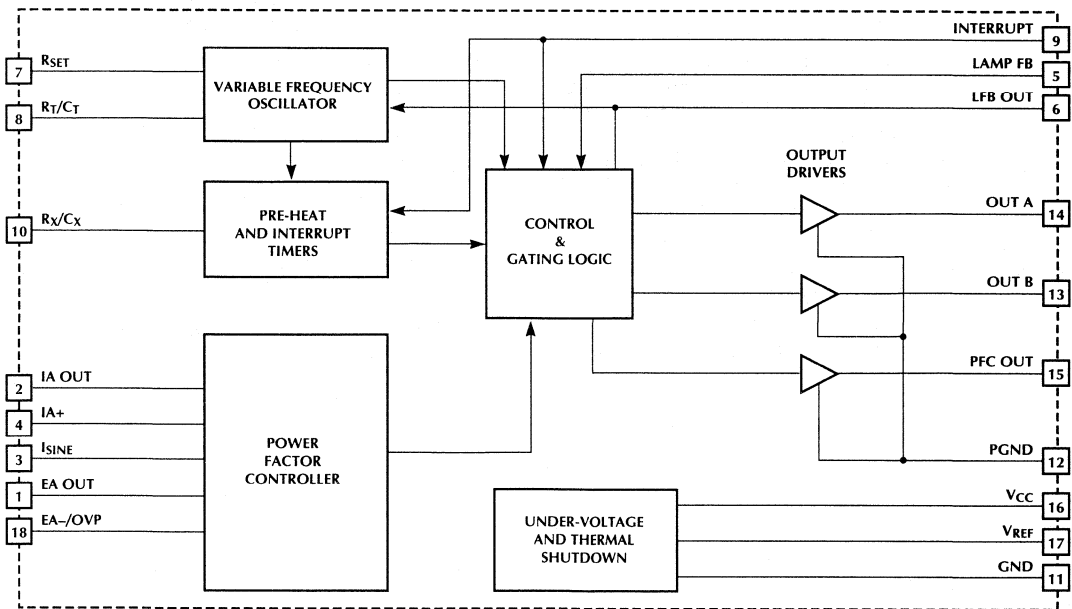 INTERRUPT
9
RSET
7
VARIABLE FREQUENCY
OSCILLATOR
LAMP FB
5
RT/CT
8
LFB OUT
6
OUTPUT
DRIVERS
RX/CX
10
PRE-HEAT
AND INTERRUPT
TIMERS
CONTROL
&
GATING LOGIC
OUT A
14
OUT B
13
PFC OUT
15
IA OUT
2
IA+
4
ISINE
3
EA OUT
1
EA–/OVP
18
POWER
FACTOR
CONTROLLER
PGND
12
UNDER-VOLTAGE
AND THERMAL
SHUTDOWN
VCC
16
VREF
17
GND
11